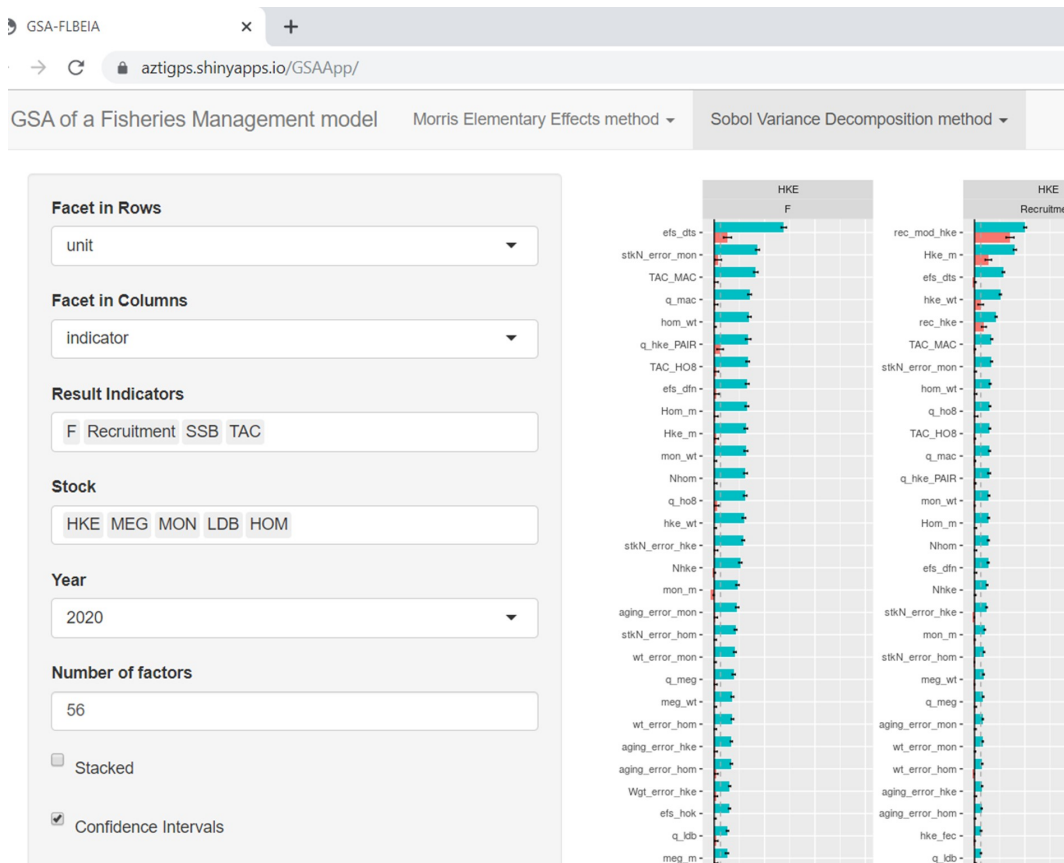 GSA-FLBEIA
aztigps.shinyapps.io/GSAApp/
GSA of a Fisheries Management model
Morris Elementary Effects method
Sobol Variance Decomposition method
Facet in Rows
unit
Facet in Columns
indicator
Result Indicators
F Recruitment SSB TAC
Stock
HKE MEG MON LDB HOM
Year
2020
Number of factors
56
Stacked
Confidence Intervals
HKE
F
efs_dts
stkN_error_mon
TAC_MAC
q_mac
hom_wt
q_hke_PAIR
TAC_HO8
efs_dfn
Hom_m
Hke_m
mon_wt
Nhom
q_ho8
hke_wt
stkN_error_hke
Nhke
mon_m
aging_error_mon
stkN_error_hom
wt_error_mon
q_meg
meg_wt
wt_error_hom
aging_error_hke
aging_error_hom
Wgt_error_hke
efs_hok
q_ldb
meg_m
HKE
Recruitme
rec_mod_hke
Hke_m
efs_dts
hke_wt
rec_hke
TAC_MAC
stkN_error_mon
hom_wt
q_ho8
TAC_HO8
q_mac
q_hke_PAIR
mon_wt
Hom_m
Nhom
efs_dfn
Nhke
stkN_error_hke
mon_m
stkN_error_hom
meg_wt
q_meg
aging_error_mon
wt_error_mon
wt_error_hom
aging_error_hke
aging_error_hom
hke_fec
q_ldb